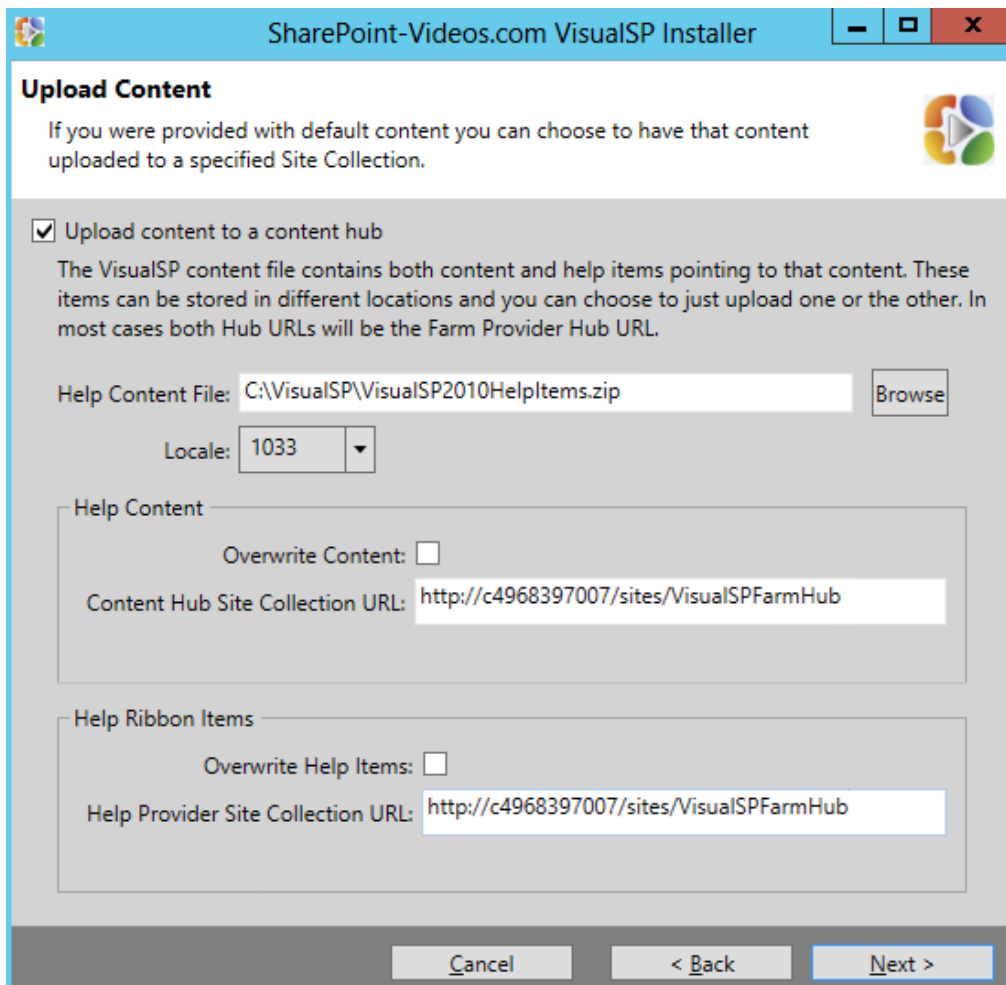 SharePoint-Videos.com VisualSP Installer
Upload Content
If you were provided with default content you can choose to have that content
uploaded to a specified Site Collection.
Upload content to a content hub
The VisualSP content file contains both content and help items pointing to that content. These
items can be stored in different locations and you can choose to just upload one or the other. In
most cases both Hub URLs will be the Farm Provider Hub URL.
Help Content File: C:\VisualSP\VisualSP2010HelpItems.zip Browse
Locale: 1033
Help Content
Overwrite Content:
Content Hub Site Collection URL: http://c4968397007/sites/VisualSPFarmHub
Help Ribbon Items
Overwrite Help Items:
Help Provider Site Collection URL: http://c4968397007/sites/VisualSPFarmHub
Cancel < Back Next >